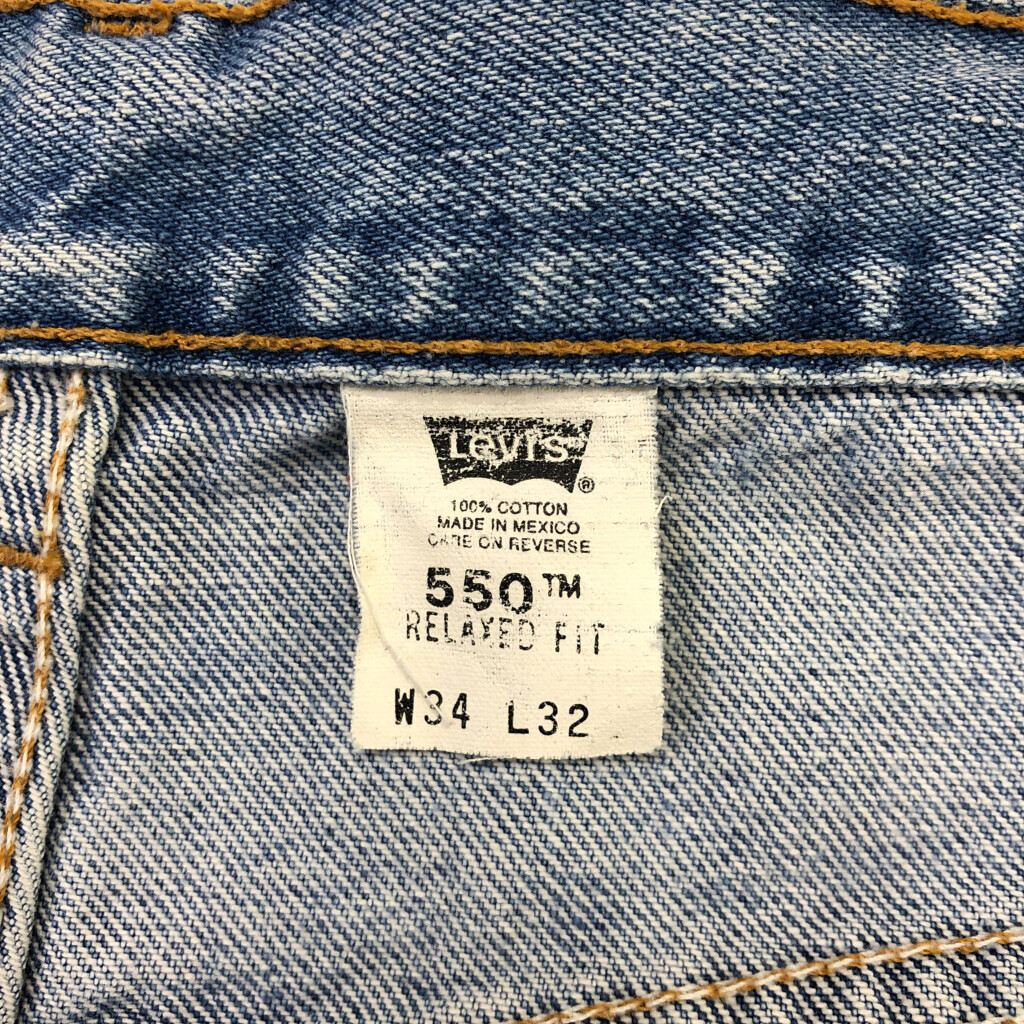 Levi's
®
100% COTTON
MADE IN MEXICO
CARE ON REVERSE
550™
RELAXED FIT
W34 L32